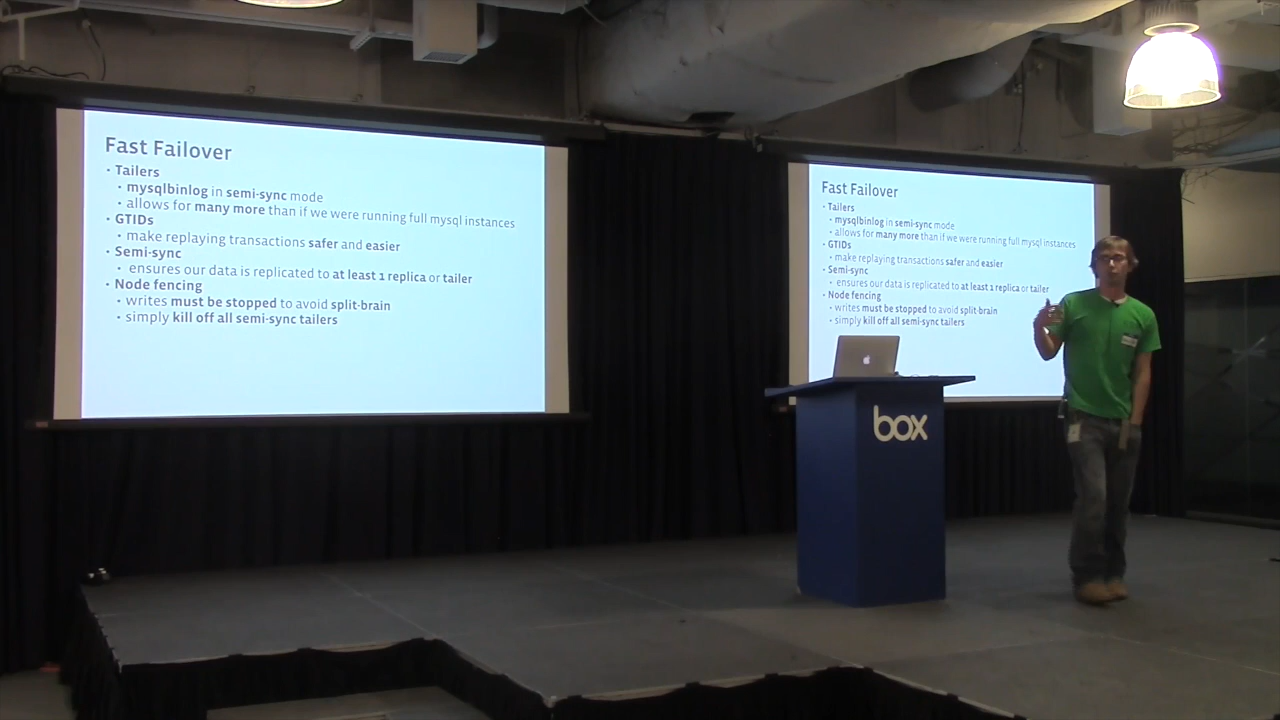 Fast Failover
• Tailers
• mysqlbinlog in semi-sync mode
• allows for many more than if we were running full mysql instances
• GTIDs
• make replaying transactions safer and easier
• Semi-sync
• ensures our data is replicated to at least 1 replica or tailer
• Node fencing
• writes must be stopped to avoid split-brain
• simply kill off all semi-sync tailers
Fast Failover
• Tailers
• mysqlbinlog in semi-sync mode
• allows for many more than if we were running full mysql instances
• GTIDs
• make replaying transactions safer and easier
• Semi-sync
• ensures our data is replicated to at least 1 replica or tailer
• Node fencing
• writes must be stopped to avoid split-brain
• simply kill off all semi-sync tailers
box